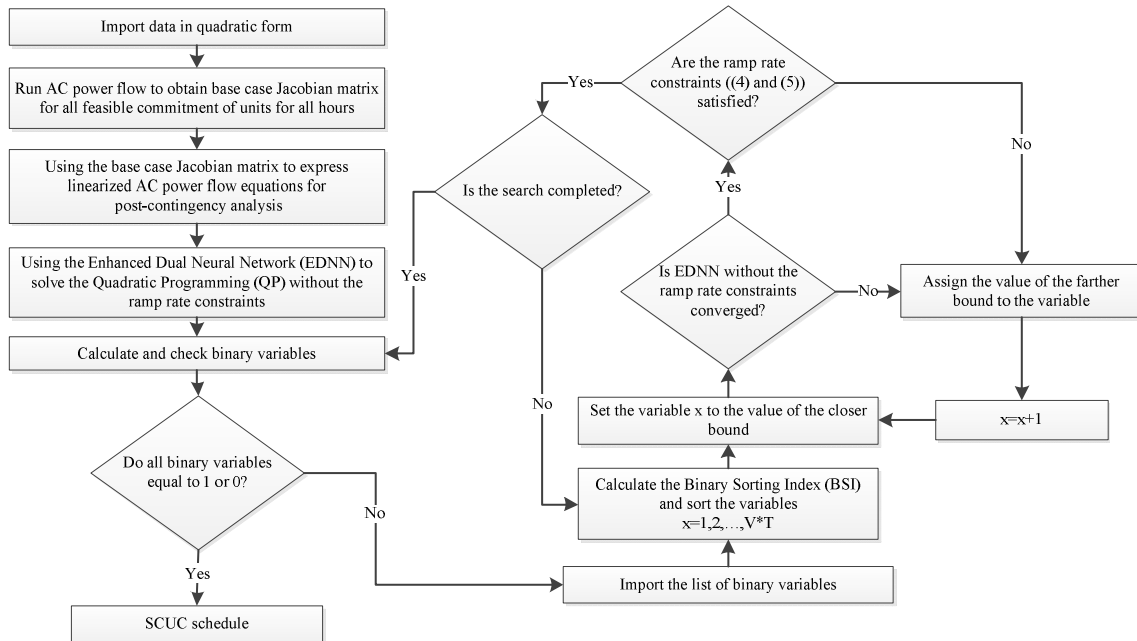 Import data in quadratic form
Run AC power flow to obtain base case Jacobian matrix
for all feasible commitment of units for all hours
Using the base case Jacobian matrix to express
linearized AC power flow equations for
post-contingency analysis
Using the Enhanced Dual Neural Network (EDNN) to
solve the Quadratic Programming (QP) without the
ramp rate constraints
Calculate and check binary variables
Do all binary variables
equal to 1 or 0?
Yes
SCUC schedule
No
Import the list of binary variables
Calculate the Binary Sorting Index (BSI)
and sort the variables
x=1,2,…,V*T
Set the variable x to the value of the closer
bound
Is EDNN without the
ramp rate constraints
converged?
No
Yes
Are the ramp rate
constraints ((4) and (5))
satisfied?
No
Assign the value of the farther
bound to the variable
x=x+1
Yes
Is the search completed?
Yes
No